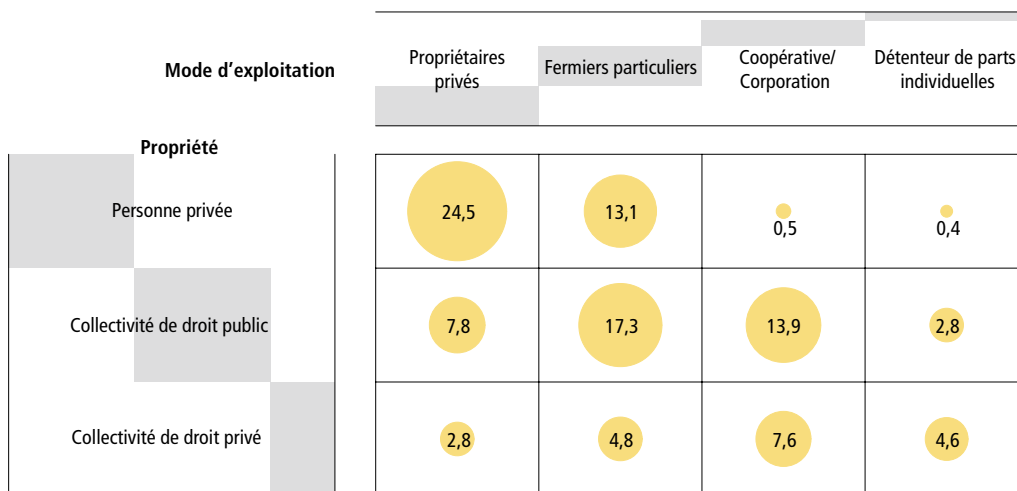 Mode d'exploitation
Propriétaires
privés
Fermiers particuliers
Coopérative/
Corporation
Détenteur de parts
individuelles
Propriété
Personne privée
24,5
13,1
0,5
0,4
Collectivité de droit public
7,8
17,3
13,9
2,8
Collectivité de droit privé
2,8
4,8
7,6
4,6